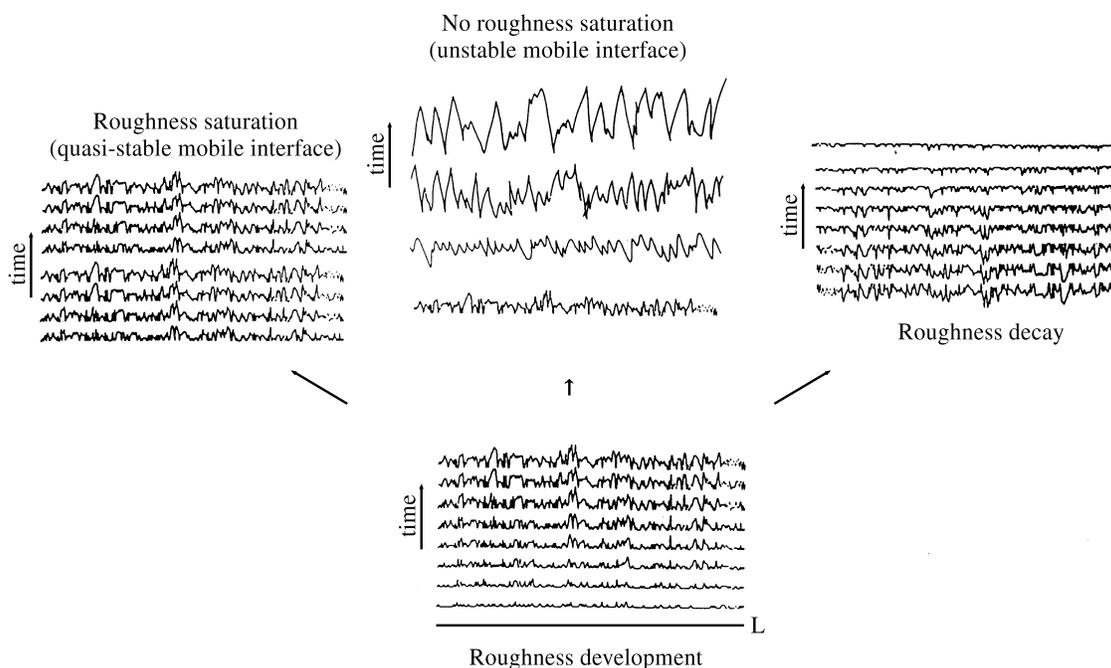 No roughness saturation
(unstable mobile interface)
Roughness saturation
(quasi-stable mobile interface)
time
time
time
Roughness decay
time
L
Roughness development